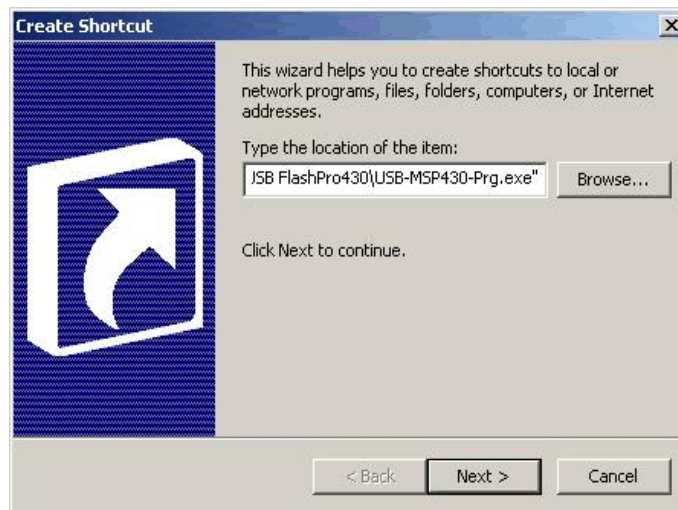 Create Shortcut
This wizard helps you to create shortcuts to local or
network programs, files, folders, computers, or Internet
addresses.
Type the location of the item:
JSB FlashPro430\USB-MSP430-Prg.exe"
Browse...
Click Next to continue.
< Back
Next >
Cancel